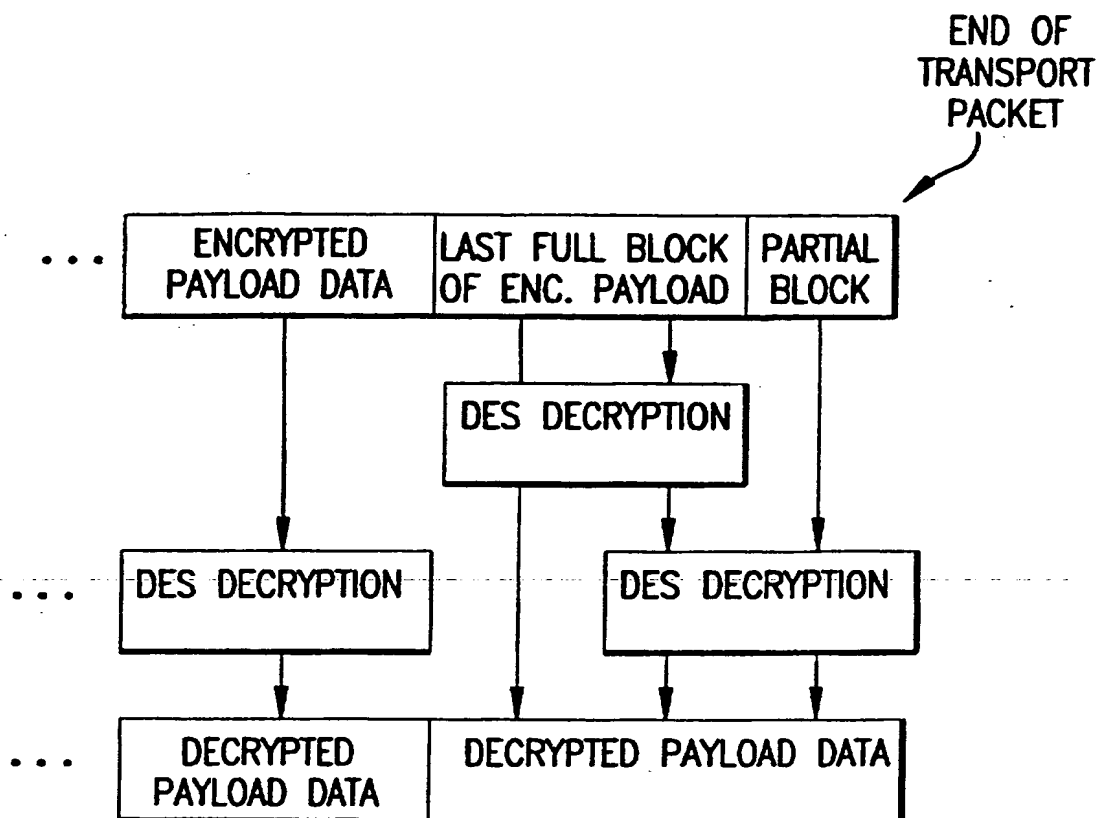 END OF
TRANSPORT
PACKET
... ENCRYPTED
PAYLOAD DATA
LAST FULL BLOCK
OF ENC. PAYLOAD
PARTIAL
BLOCK
DES DECRYPTION
... DES DECRYPTION
DES DECRYPTION
... DECRYPTED
PAYLOAD DATA
DECRYPTED PAYLOAD DATA